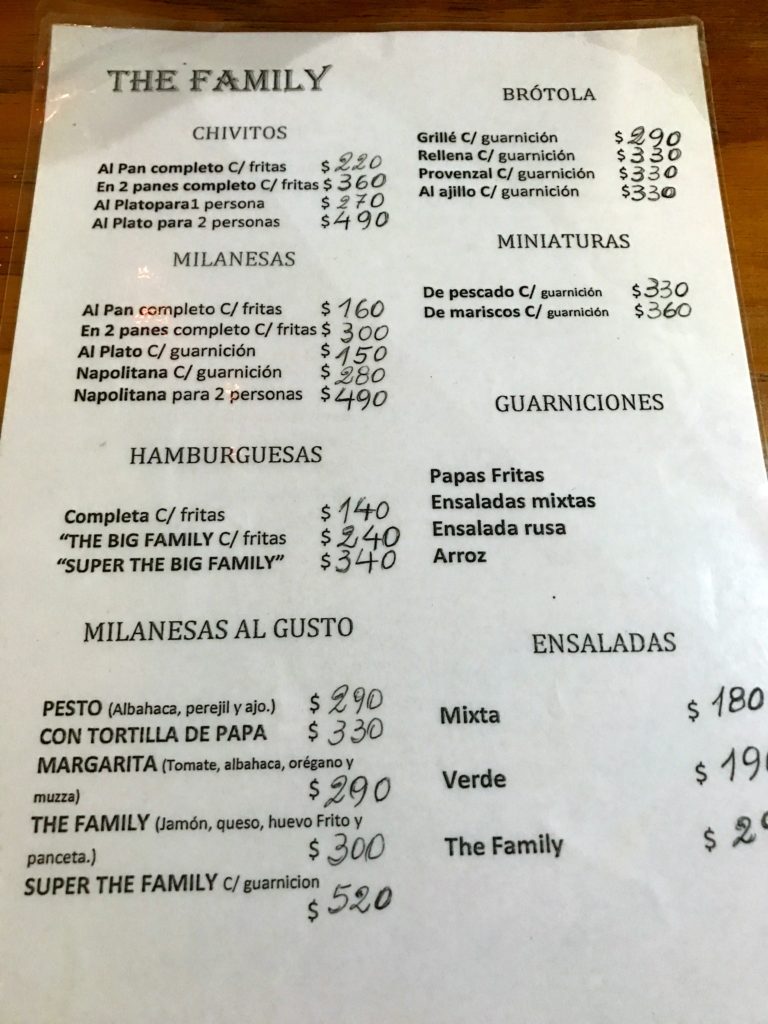 THE FAMILY
CHIVITOS
Al Pan completo C/ fritas $ 220
En 2 panes completo C/ fritas $ 360
Al Platopara1 persona $ 270
Al Plato para 2 personas $ 490
MILANESAS
Al Pan completo C/ fritas $ 160
En 2 panes completo C/ fritas $ 300
Al Plato C/ guarnición $ 150
Napolitana C/ guarnición $ 280
Napolitana para 2 personas $ 490
HAMBURGUESAS
Completa C/ fritas $ 140
“THE BIG FAMILY C/ fritas $ 240
“SUPER THE BIG FAMILY” $ 340
MILANESAS AL GUSTO
PESTO (Albahaca, perejil y ajo.) $ 290
CON TORTILLA DE PAPA $ 330
MARGARITA (Tomate, albahaca, orégano y
muzza) $ 290
THE FAMILY (Jamón, queso, huevo Frito y
panceta.) $ 300
SUPER THE FAMILY C/ guarnicion
$ 520
BRÓTOLA
Grillé C/ guarnición $ 290
Rellena C/ guarnición $ 330
Provenzal C/ guarnición $ 330
Al ajillo C/ guarnición $ 330
MINIATURAS
De pescado C/ guarnición $ 330
De mariscos C/ guarnición $ 360
GUARNICIONES
Papas Fritas
Ensaladas mixtas
Ensalada rusa
Arroz
ENSALADAS
Mixta $ 180
Verde $ 19
The Family $ 2